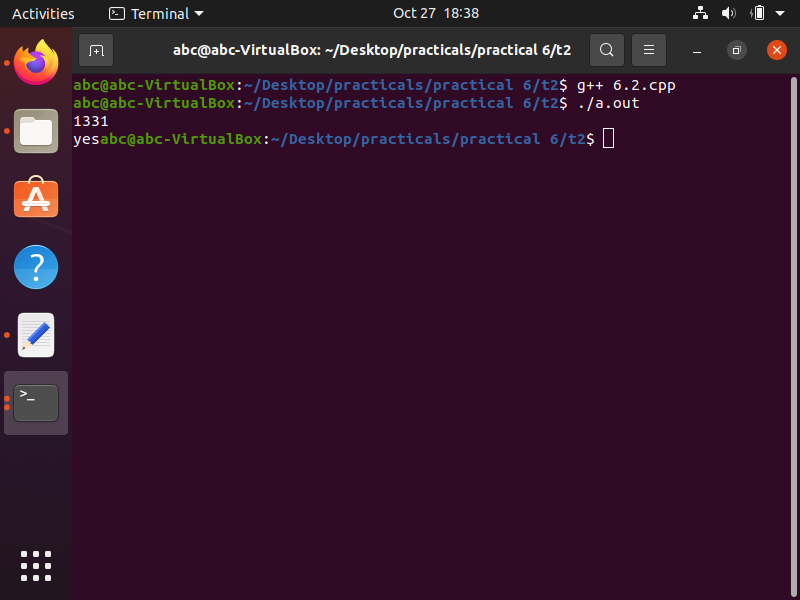 Activities Terminal Oct 27 18:38
abc@abc-VirtualBox: ~/Desktop/practicals/practical 6/t2
abc@abc-VirtualBox:~/Desktop/practicals/practical 6/t2$ g++ 6.2.cpp
abc@abc-VirtualBox:~/Desktop/practicals/practical 6/t2$ ./a.out
1331
yesabc@abc-VirtualBox:~/Desktop/practicals/practical 6/t2$